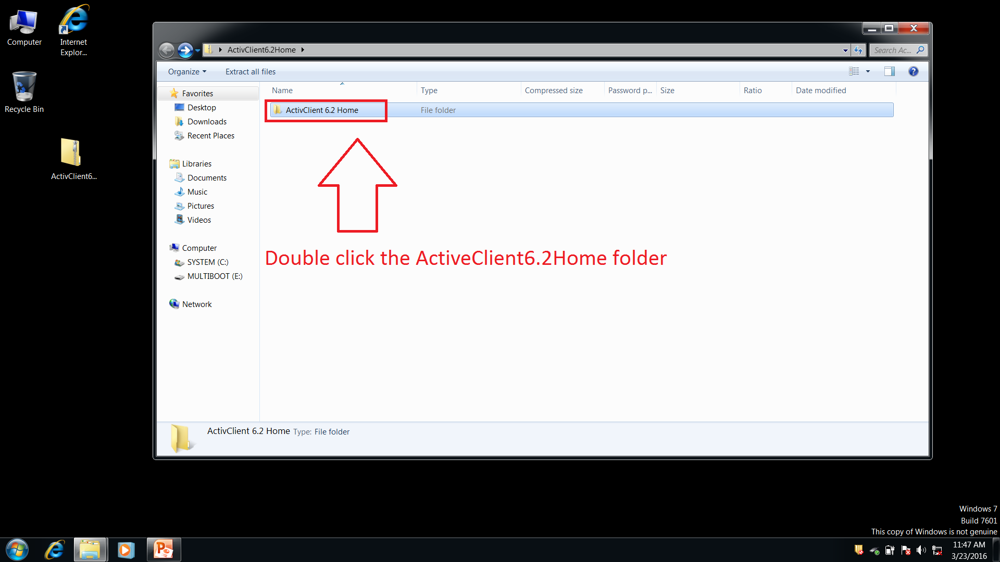 Computer
Internet
Explor...
Recycle Bin
ActivClient6...
ActivClient6.2Home
Search Ac...
Organize
Extract all files
Name
Type
Compressed size
Password p...
Size
Ratio
Date modified
Favorites
Desktop
Downloads
Recent Places
Libraries
Documents
Music
Pictures
Videos
Computer
SYSTEM (C:)
MULTIBOOT (E:)
Network
ActivClient 6.2 Home
File folder
Double click the ActiveClient6.2Home folder
ActivClient 6.2 Home Type: File folder
Windows 7
Build 7601
This copy of Windows is not genuine
11:47 AM
3/23/2016